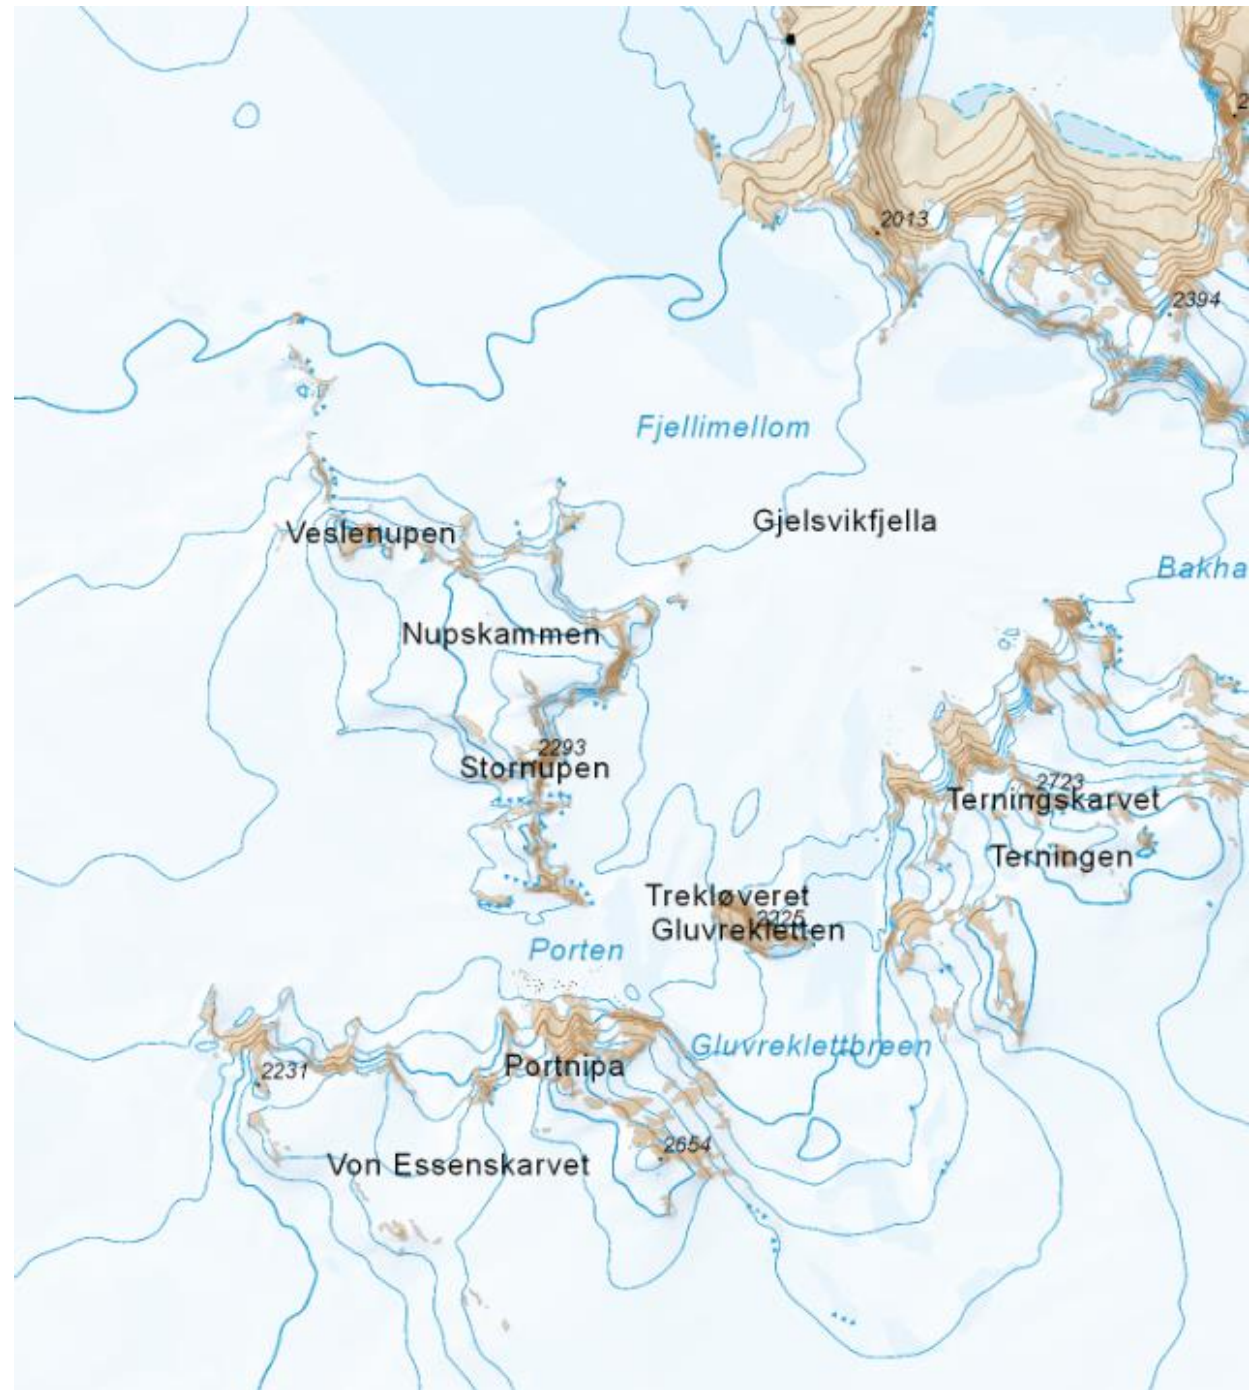 2013
2394
Fjellimellom
Gjelsvikfjella
Veslenupen
Bakha
Nupskammen
2293
Stornupen
2723
Terningskarvet
Terningen
Trekløveret
2225
Gluvrekletten
Porten
Gluvreklettbreen
Portnipa
2231
2654
Von Essenskarvet